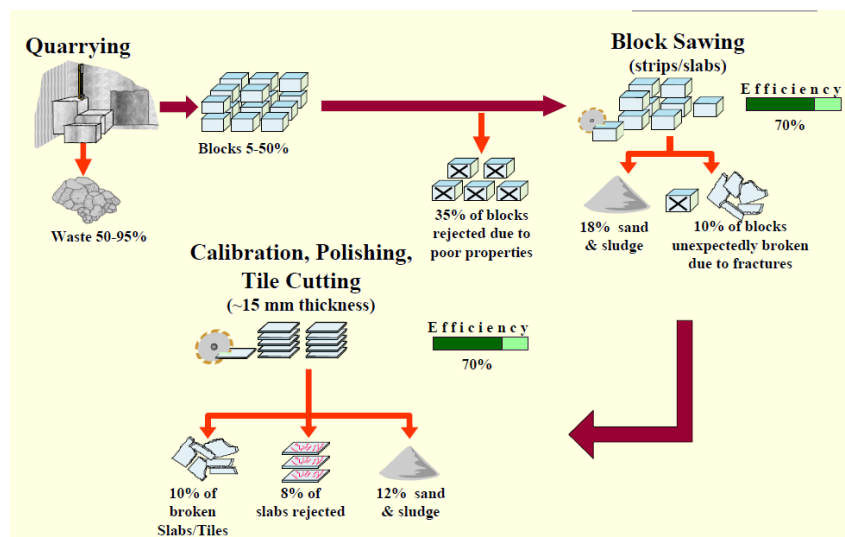 Quarrying
Blocks 5-50%
Waste 50-95%
35% of blocks
rejected due to
poor properties
Block Sawing
(strips/slabs)
Efficiency
70%
18% sand
& sludge
10% of blocks
unexpectedly broken
due to fractures
Calibration, Polishing,
Tile Cutting
(~15 mm thickness)
Efficiency
70%
10% of
broken
Slabs/Tiles
8% of
slabs rejected
12% sand
& sludge